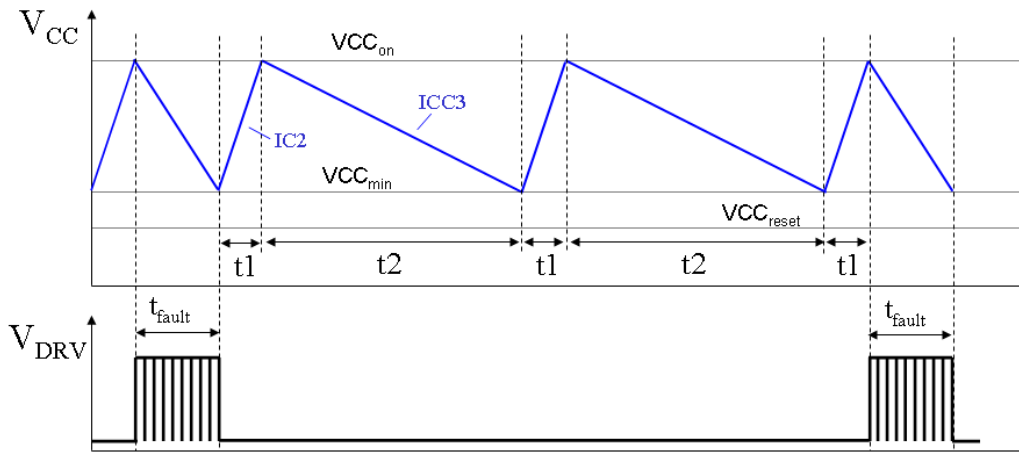 VCC
VCCon
ICC3
IC2
VCCmin
VCCreset
t1
t2
t1
t2
t1
tfault
tfault
VDRV